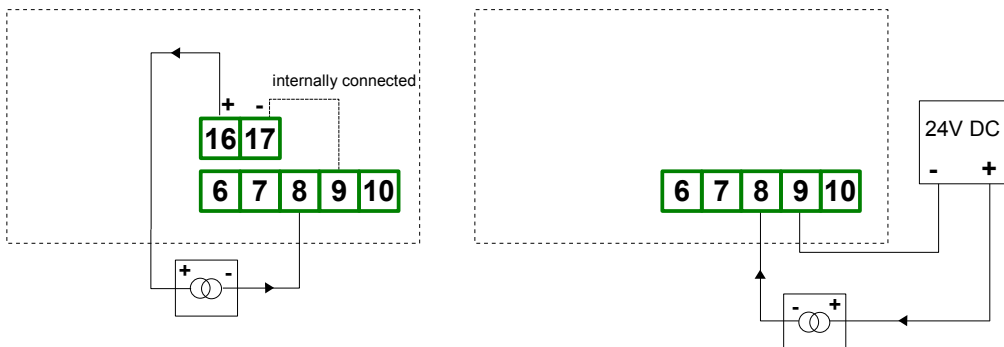 internally connected
+ -
16 17
6 7 8 9 10
+ -
24V DC
- +
6 7 8 9 10
- +